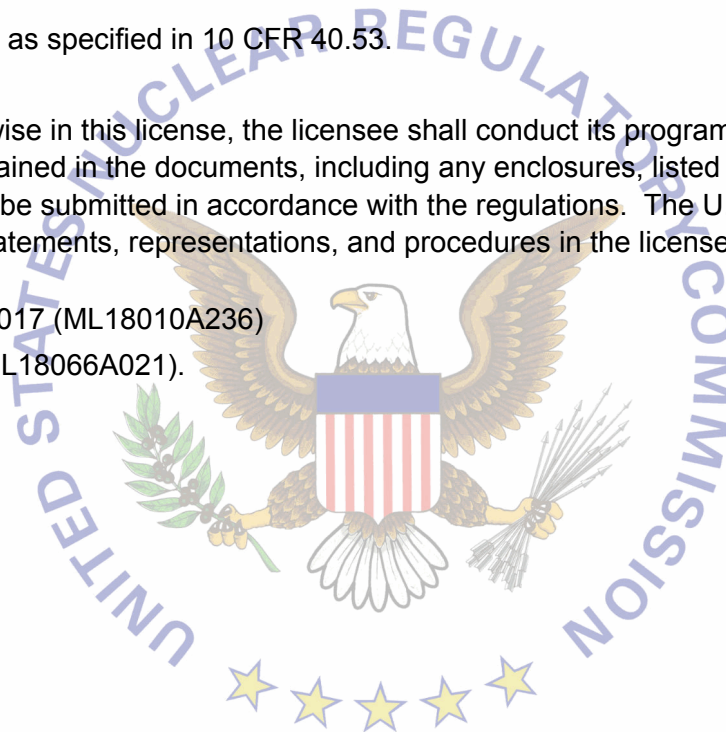 as specified in 10 CFR 40.53.
wise in this license, the licensee shall conduct its program
ained in the documents, including any enclosures, listed
be submitted in accordance with the regulations. The U
atements, representations, and procedures in the license
017 (ML18010A236)
L18066A021).
UNITED STATES NUCLEAR REGULATORY COMMISSION